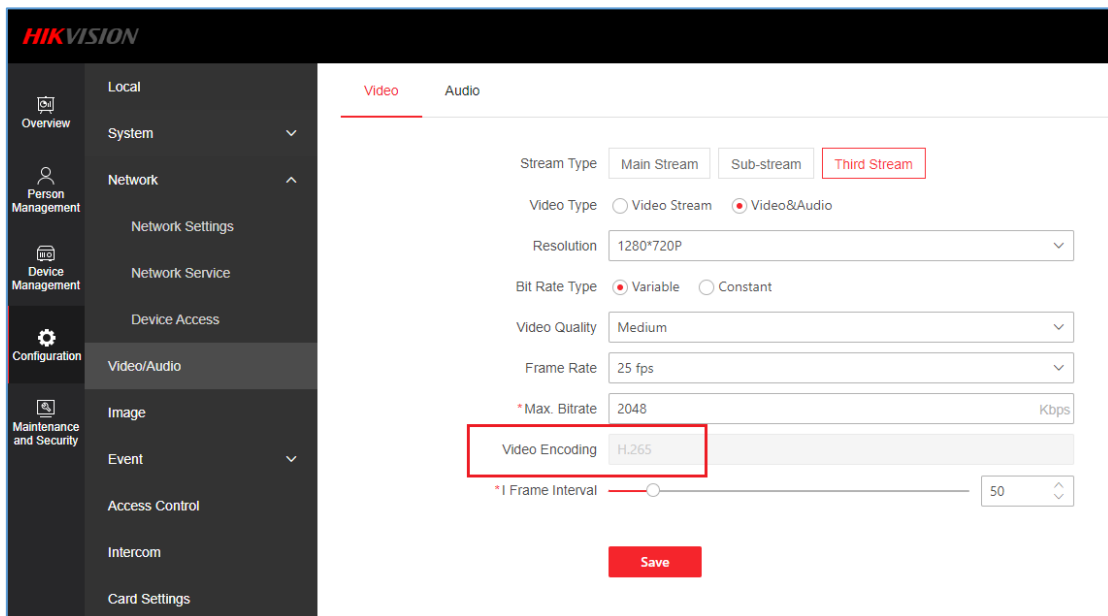 HIKVISION
Overview
Person
Management
Device
Management
Configuration
Maintenance
and Security
Local
System
Network
Network Settings
Network Service
Device Access
Video/Audio
Image
Event
Access Control
Intercom
Card Settings
Video Audio
Stream Type Main Stream Sub-stream Third Stream
Video Type Video Stream Video&Audio
Resolution 1280*720P
Bit Rate Type Variable Constant
Video Quality Medium
Frame Rate 25 fps
*Max. Bitrate 2048 Kbps
Video Encoding H.265
*I Frame Interval 50
Save